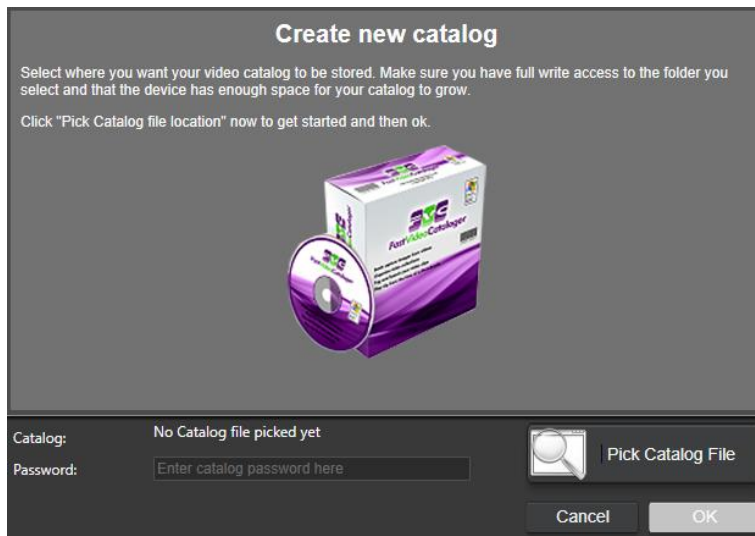 Create new catalog
Select where you want your video catalog to be stored. Make sure you have full write access to the folder you
select and that the device has enough space for your catalog to grow.
Click "Pick Catalog file location" now to get started and then ok.
FastVideoCataloger
Catalog:
No Catalog file picked yet
Pick Catalog File
Password:
Enter catalog password here
Cancel
OK